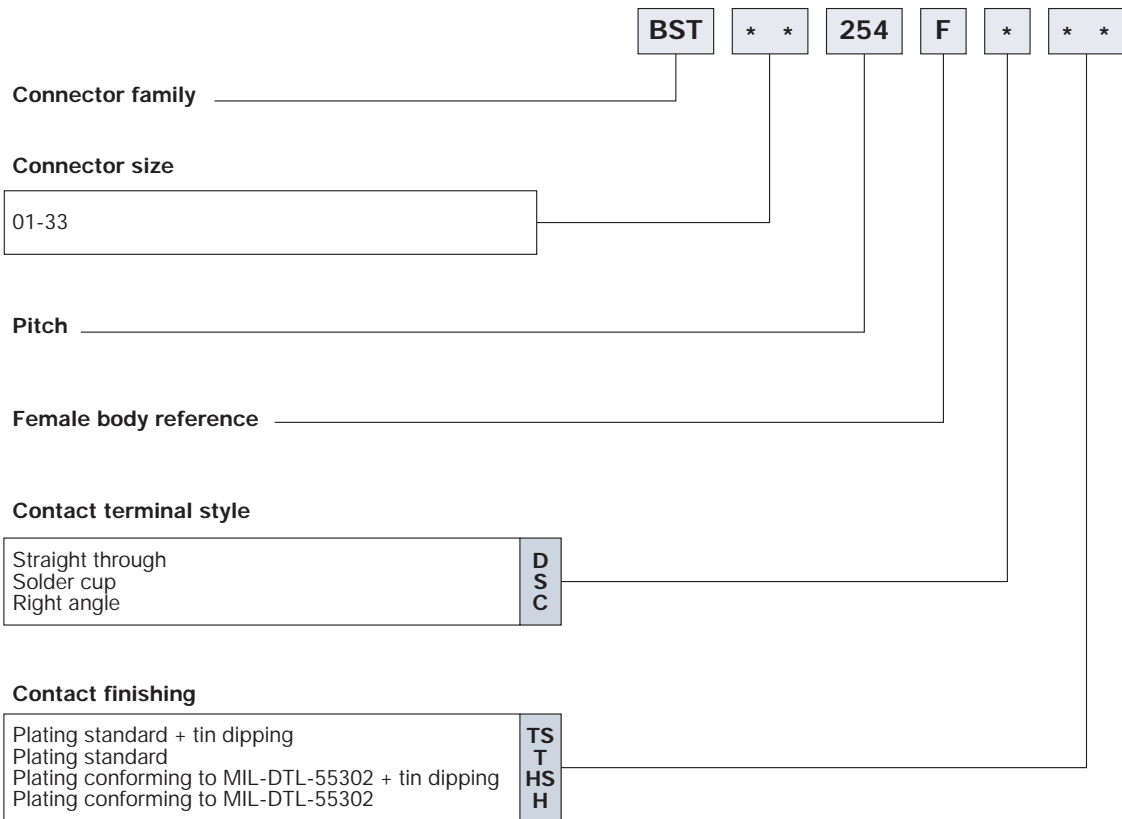 BST * * 254 F * * *
Connector family
Connector size
01-33
Pitch
Female body reference
Contact terminal style
Straight through D
Solder cup S
Right angle C
Contact finishing
Plating standard + tin dipping TS
Plating standard T
Plating conforming to MIL-DTL-55302 + tin dipping HS
Plating conforming to MIL-DTL-55302 H